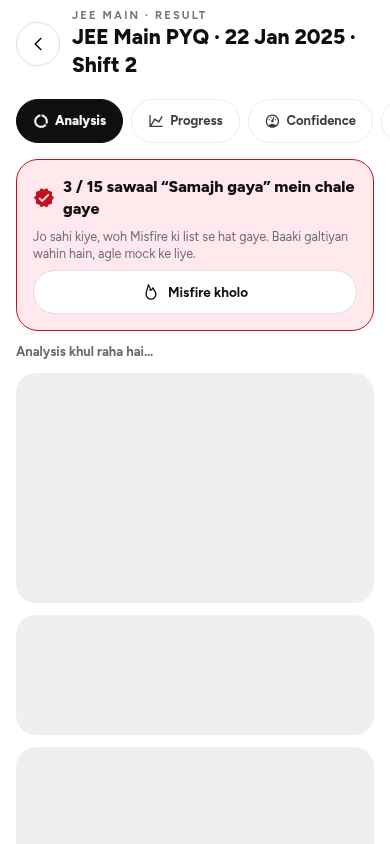 JEE MAIN · RESULT
JEE Main PYQ · 22 Jan 2025 ·
Shift 2
Analysis
Progress
Confidence
3 / 15 sawaal “Samajh gaya” mein chale
gaye
Jo sahi kiye, woh Misfire ki list se hat gaye. Baaki galtiyan
wahin hain, agle mock ke liye.
Misfire kholo
Analysis khul raha hai...